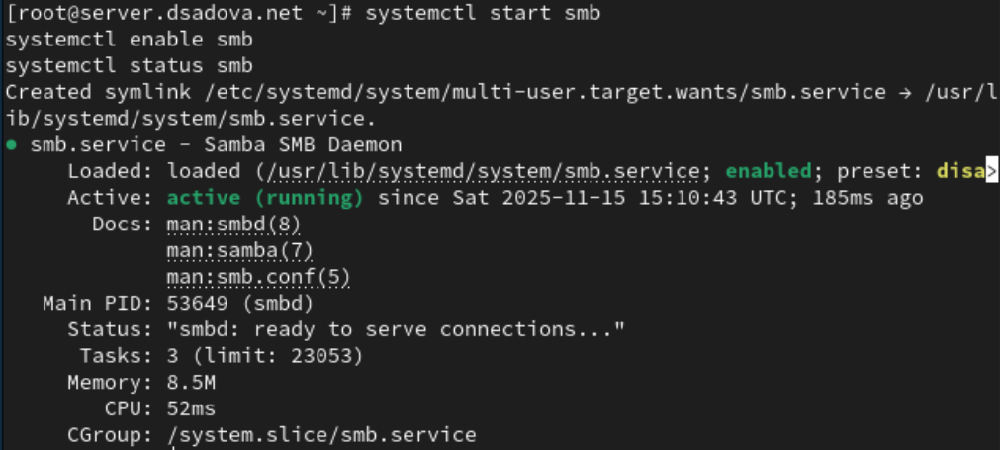 [root@server.dsadova.net ~]# systemctl start smb
systemctl enable smb
systemctl status smb
Created symlink /etc/systemd/system/multi-user.target.wants/smb.service → /usr/l
ib/systemd/system/smb.service.
● smb.service - Samba SMB Daemon
Loaded: loaded (/usr/lib/systemd/system/smb.service; enabled; preset: disa>
Active: active (running) since Sat 2025-11-15 15:10:43 UTC; 185ms ago
Docs: man:smbd(8)
man:samba(7)
man:smb.conf(5)
Main PID: 53649 (smbd)
Status: "smbd: ready to serve connections..."
Tasks: 3 (limit: 23053)
Memory: 8.5M
CPU: 52ms
CGroup: /system.slice/smb.service